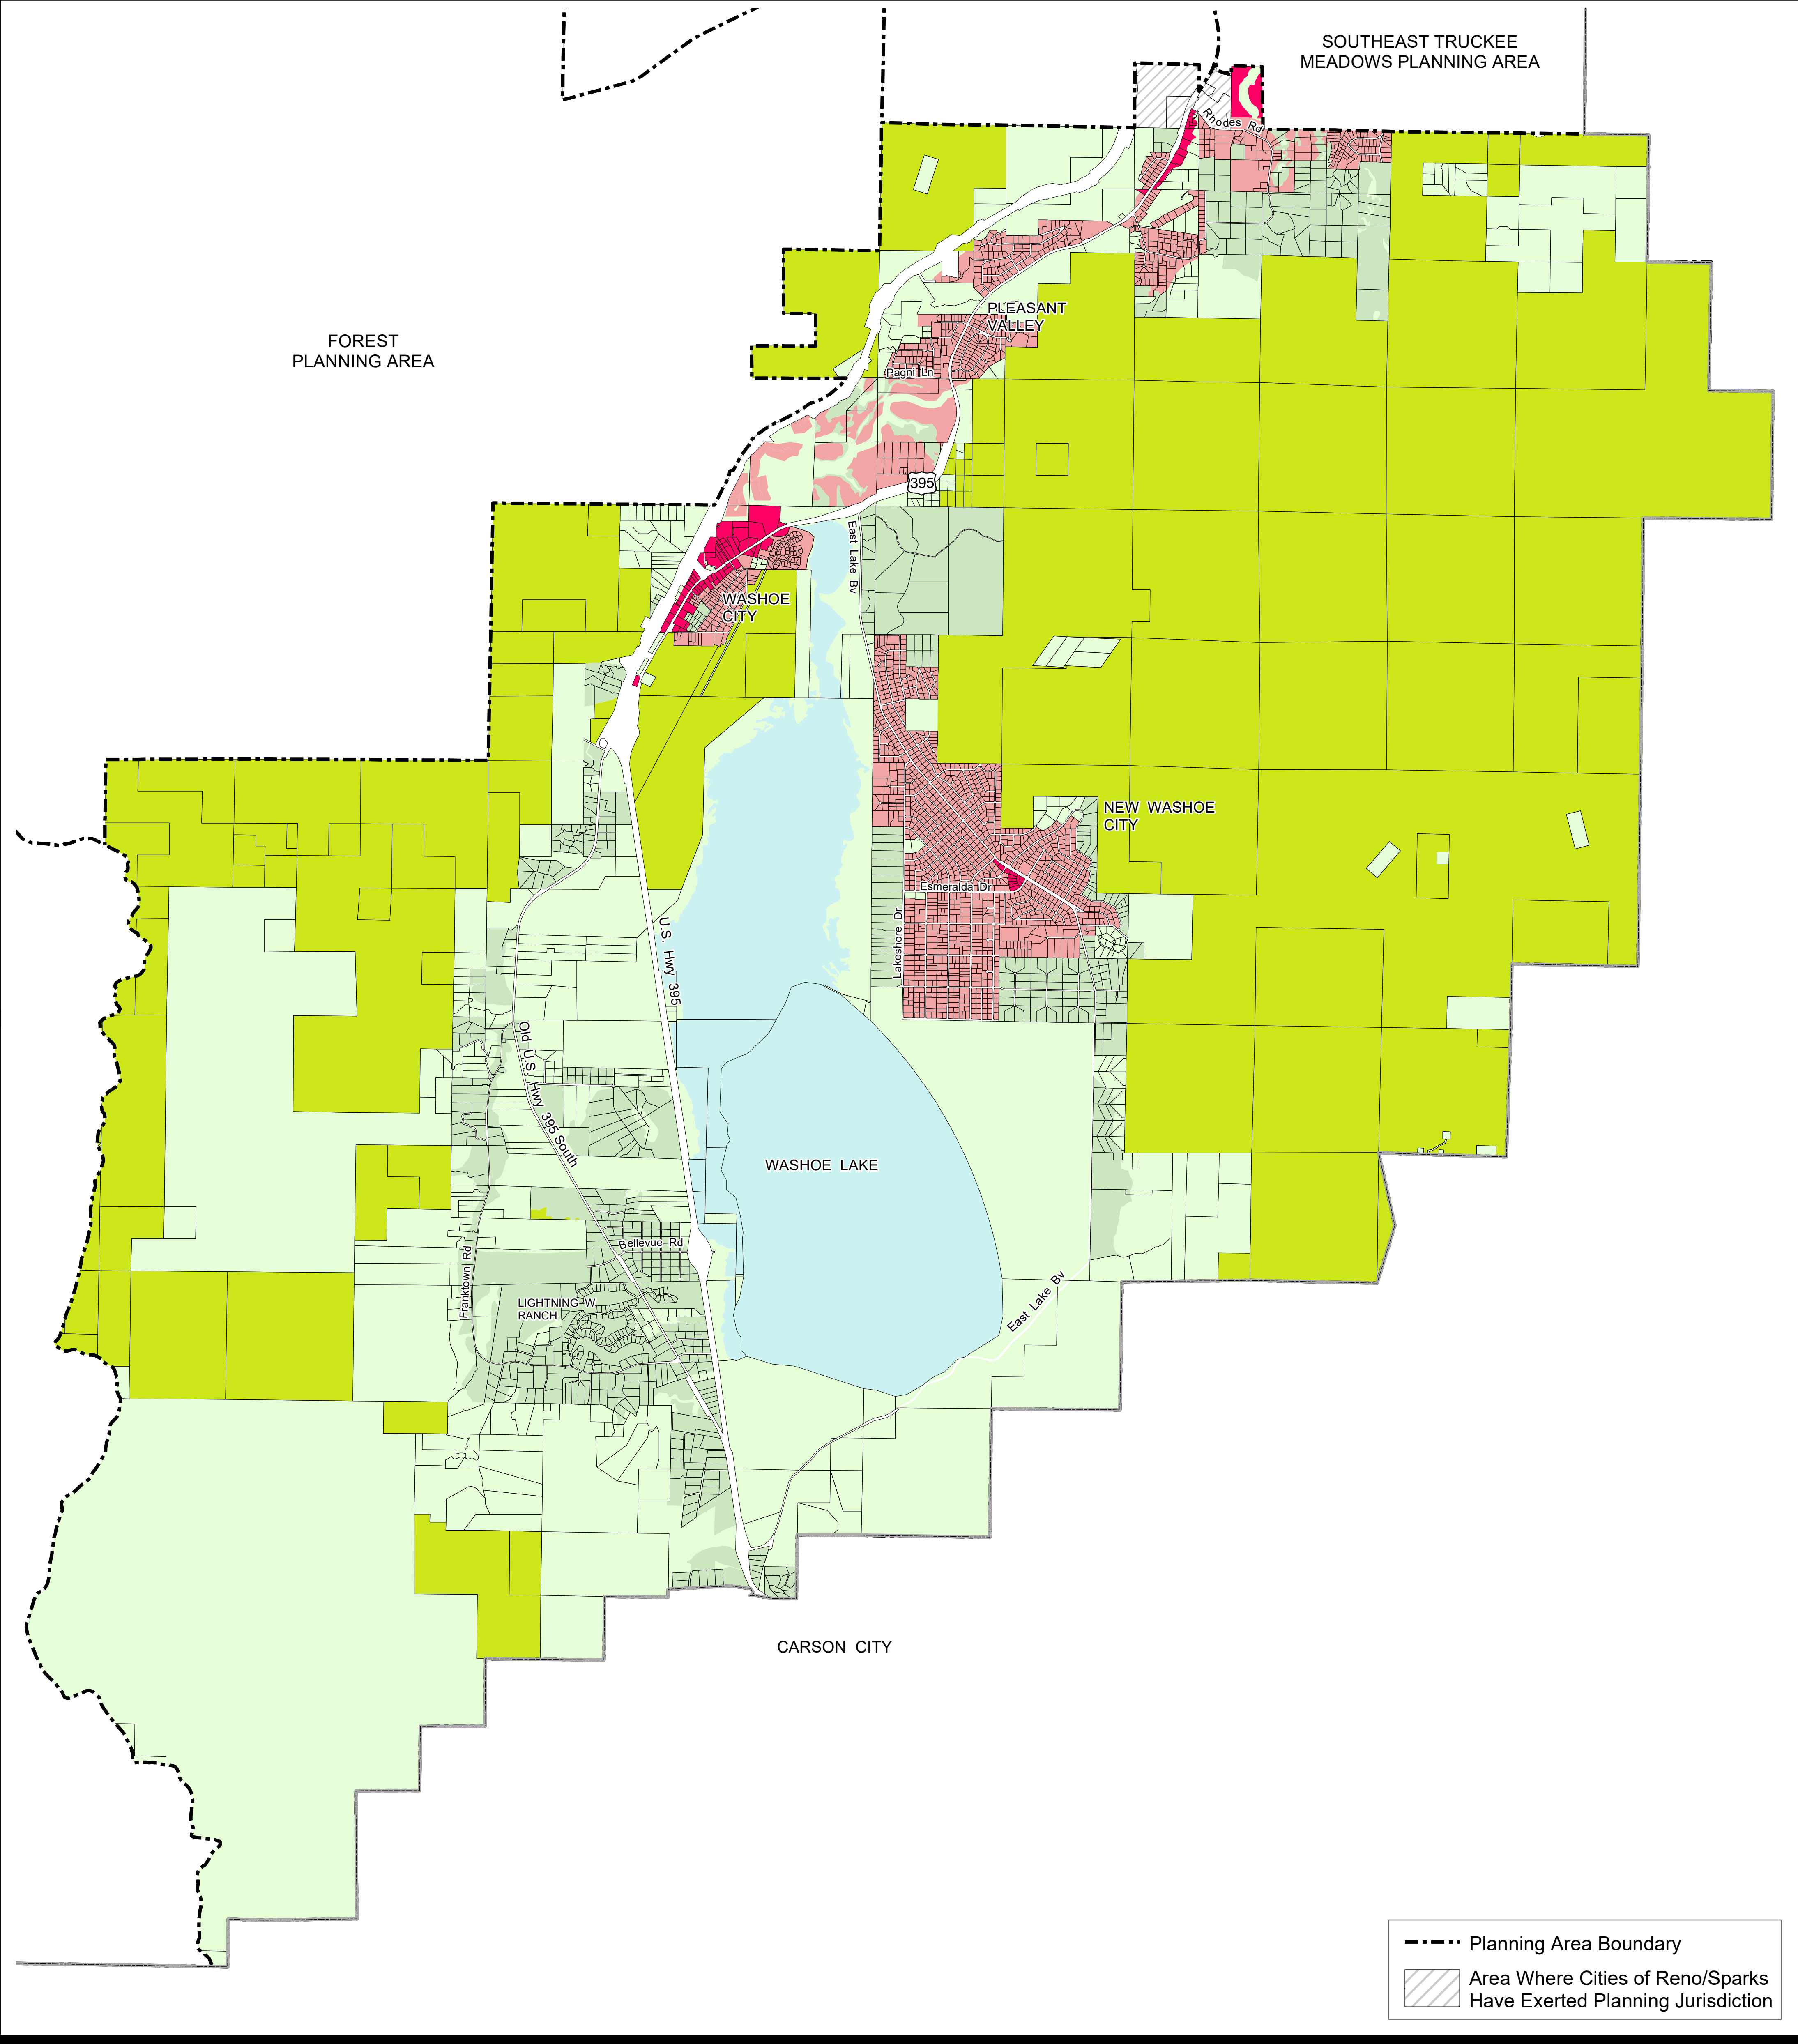 SOUTHEAST TRUCKEE
MEADOWS PLANNING AREA
Rhodes Rd
FOREST
PLANNING AREA
PLEASANT
VALLEY
Pagni Ln
395
East Lake Bv
WASHOE
CITY
NEW WASHOE
CITY
Esmeralda Dr
Lakeshore Dr
U.S. Hwy 395
Old U.S. Hwy 395 South
WASHOE LAKE
Bellevue Rd
Franktown Rd
LIGHTNING W
RANCH
East Lake Bv
CARSON CITY
Planning Area Boundary
Area Where Cities of Reno/Sparks
Have Exerted Planning Jurisdiction